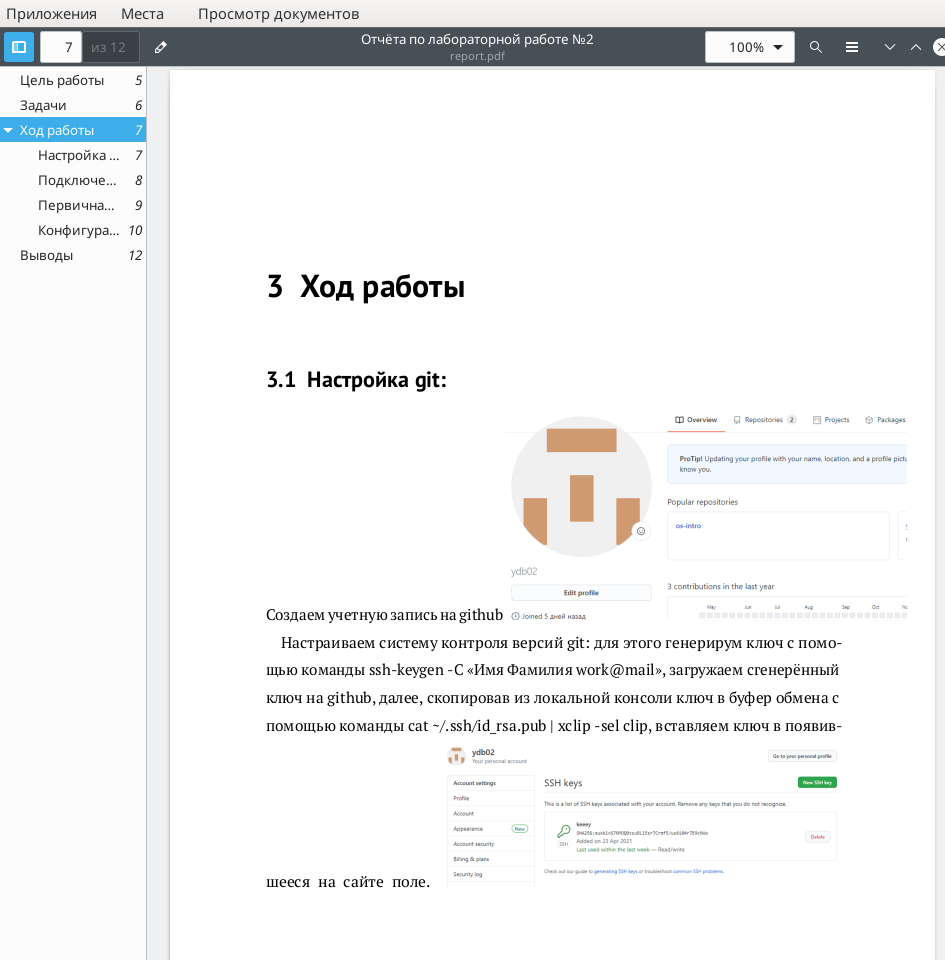 Приложения Места Просмотр документов
7 из 12 Отчёта по лабораторной работе №2 100%
report.pdf
Цель работы 5
Задачи 6
Ход работы 7
Настройка ... 7
Подключе... 8
Первична... 9
Конфигура... 10
Выводы 12
3 Ход работы
3.1 Настройка git:
Overview Repositories 2 Projects Packages
ProTip! Updating your profile with your name, location, and a profile pictu
know you.
Popular repositories
os-intro
ydb02
Edit profile
3 contributions in the last year
May Jun Jul Aug Sep Oct
Joined 5 дней назад
Создаем учетную запись на github
Настраиваем систему контроля версий git: для этого генерирум ключ с помо-
щью команды ssh-keygen -C «Имя Фамилия work@mail», загружаем сгенерённый
ключ на github, далее, скопировав из локальной консоли ключ в буфер обмена с
помощью команды cat ~/.ssh/id_rsa.pub | xclip -sel clip, вставляем ключ в появив-
ydb02
Your personal account
Go to your personal profile
Account settings
Profile
Account
Appearance New
Account security
Billing & plans
Security log
SSH keys New SSH key
This is a list of SSH keys associated with your account. Remove any keys that you do not recognize.
keeey
SSH
Added on 23 Apr 2021
Last used within the last week — Read/write
Delete
Check out our guide to generating SSH keys or troubleshoot common SSH problems.
шееся на сайте поле.